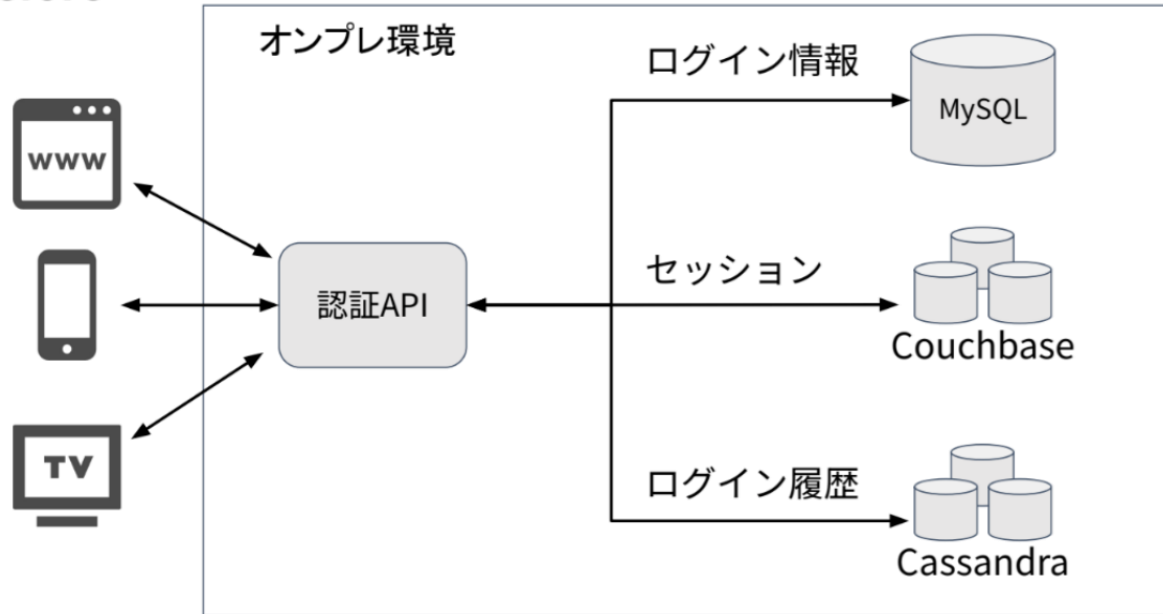 オンプレ環境
ログイン情報
MySQL
WWW
セッション
認証API
Couchbase
TV
ログイン履歴
Cassandra